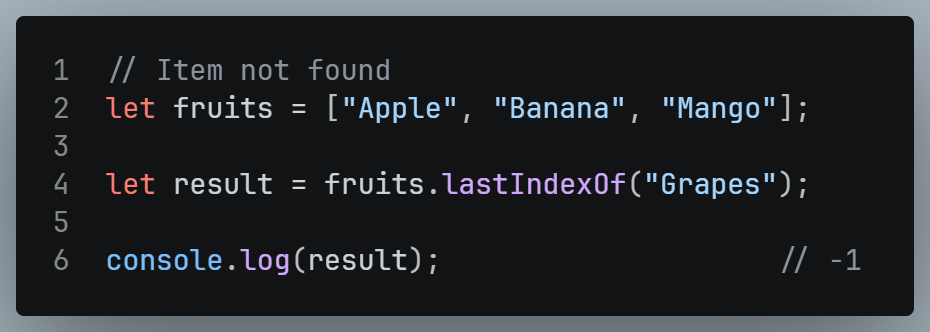 1 // Item not found
2 let fruits = ["Apple", "Banana", "Mango"];
3
4 let result = fruits.lastIndexOf("Grapes");
5
6 console.log(result); // -1